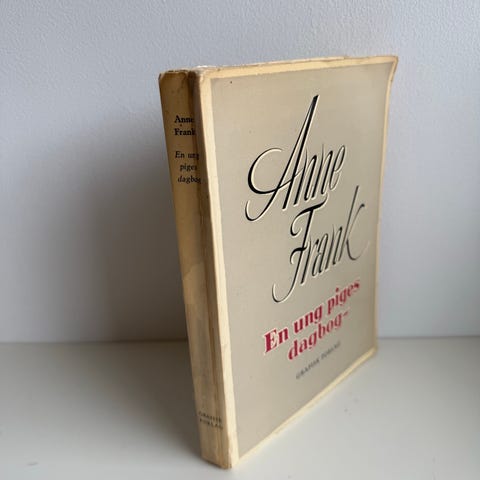 Anne
Frank
En ung
piges
dagbog
GRAFISK
FORLAG
Anne
Frank
En ung piges
dagbog-
GRAFISK FORLAG